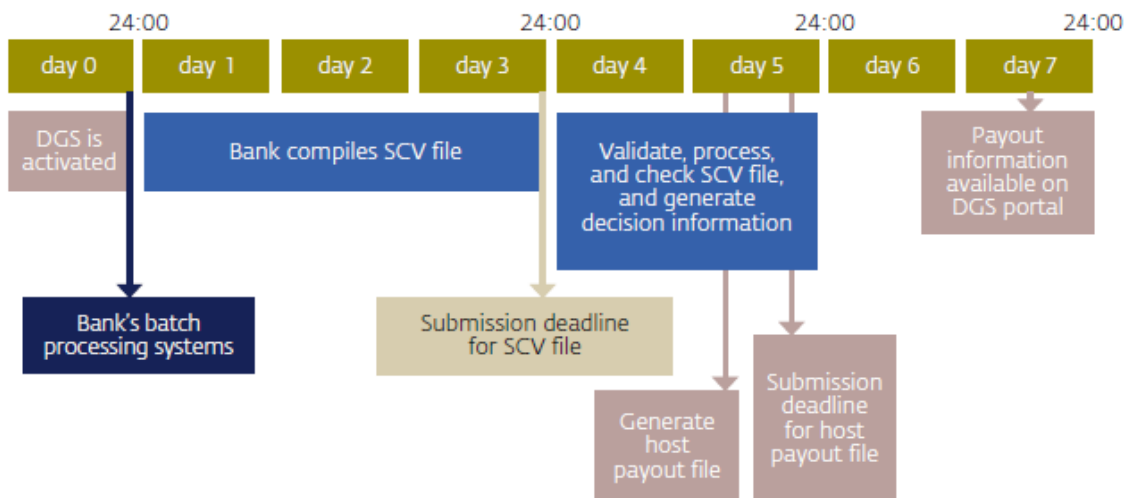 24:00 24:00 24:00 24:00
day 0 day 1 day 2 day 3 day 4 day 5 day 6 day 7
DGS is
activated
Bank compiles SCV file
Validate, process,
and check SCV file,
and generate
decision information
Payout
information
available on
DGS portal
Bank's batch
processing systems
Submission deadline
for SCV file
Generate
host
payout file
Submission
deadline
for host
payout file